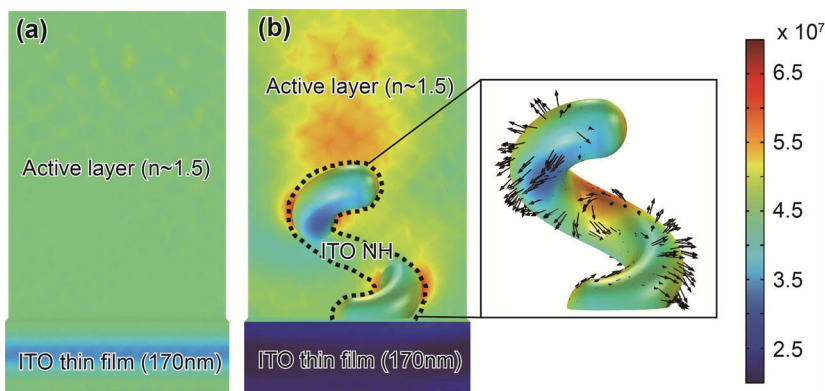 (a)
Active layer (n~1.5)
ITO thin film (170nm)
(b)
Active layer (n~1.5)
ITO NH
ITO thin film (170nm)
x 10⁷
6.5
5.5
4.5
3.5
2.5